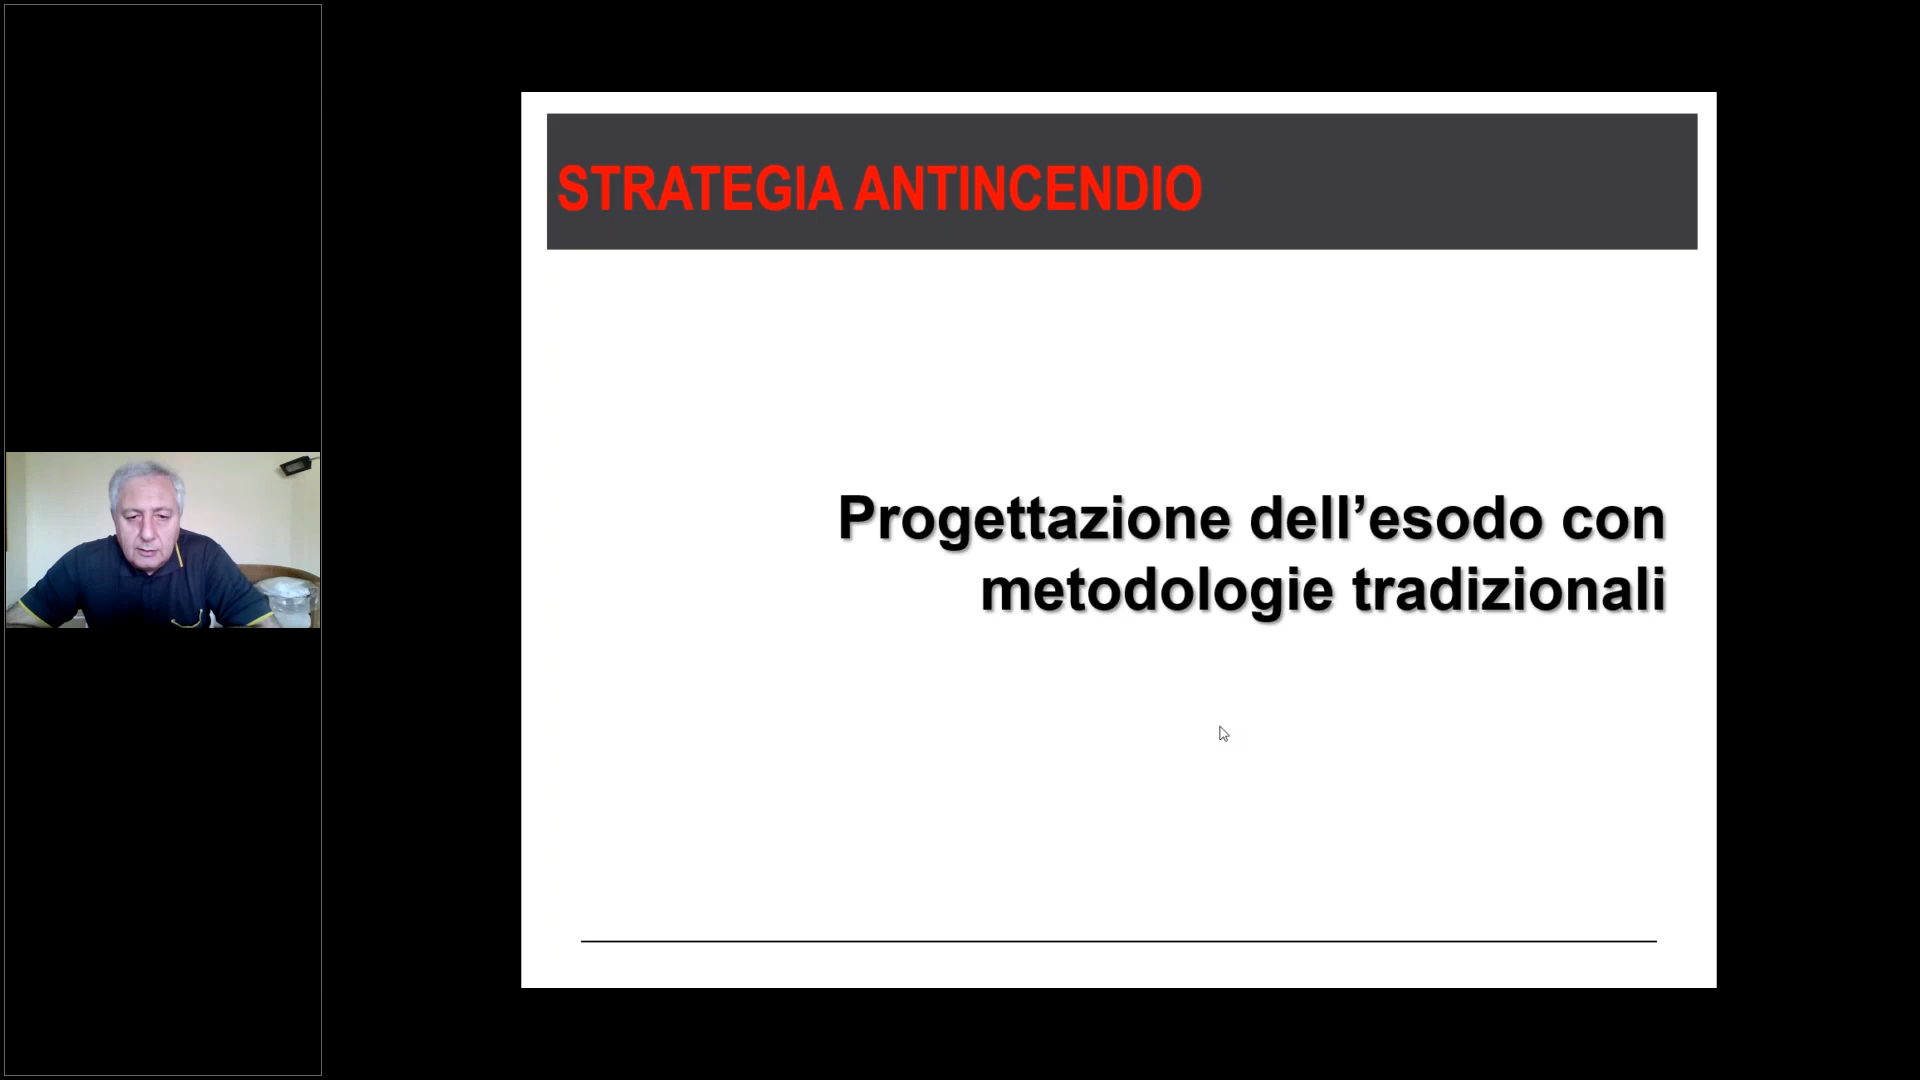 STRATEGIA ANTINCENDIO
Progettazione dell’esodo con
metodologie tradizionali